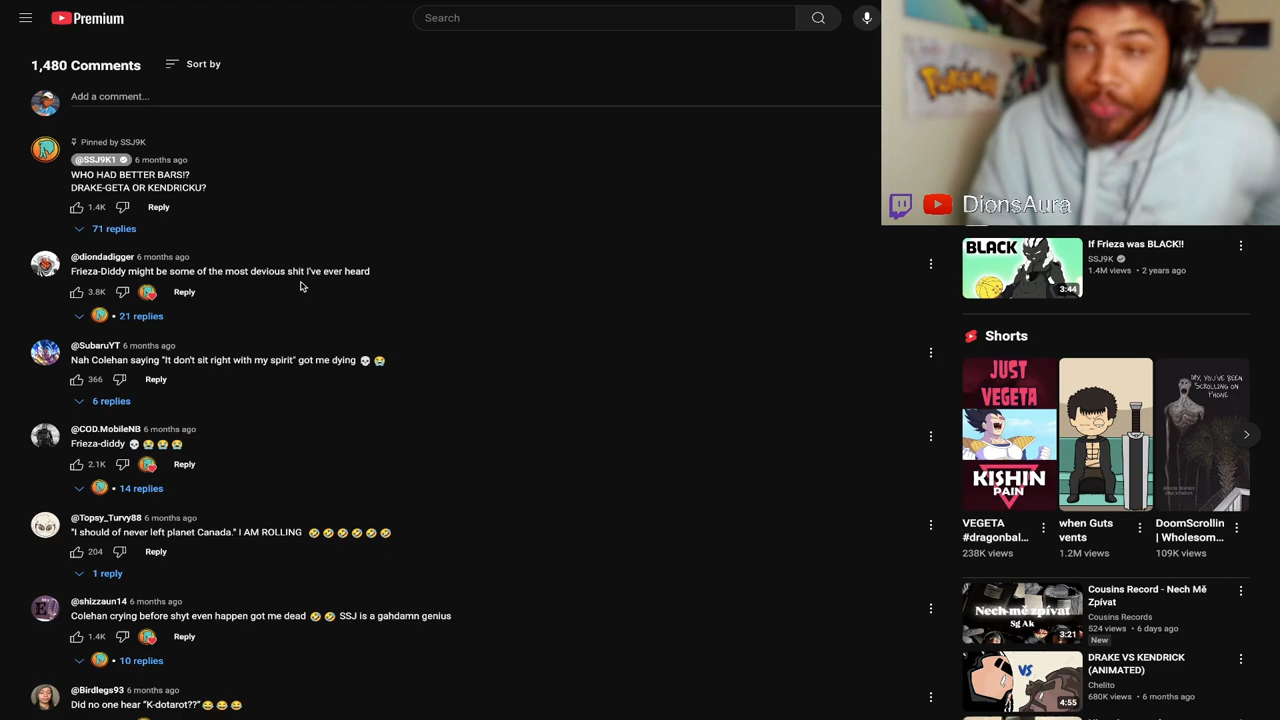 Premium
Search
1,480 Comments
Sort by
Add a comment...
Pinned by SSJ9K
@SSJ9K1 6 months ago
WHO HAD BETTER BARS!?
DRAKE-GETA OR KENDRICKU?
1.4K Reply
71 replies
@diondadigger 6 months ago
Frieza-Diddy might be some of the most devious shit I've ever heard
3.8K Reply
21 replies
@SubaruYT 6 months ago
Nah Colehan saying "It don't sit right with my spirit" got me dying 💀 😭
366 Reply
6 replies
@COD.MobileNB 6 months ago
Frieza-diddy 💀 😭 😭 😭
2.1K Reply
14 replies
@Topsy_Turvy88 6 months ago
"I should of never left planet Canada." I AM ROLLING 🤣 🤣 🤣 🤣 🤣 🤣
204 Reply
1 reply
@shizzaun14 6 months ago
Colehan crying before shyt even happen got me dead 🤣 🤣 SSJ is a gahdamn genius
1.4K Reply
10 replies
@Birdlegs93 6 months ago
Did no one hear "K-dotarot??"😂 😂 😂
Pokémon
DionsAura
BLACK
3:44
If Frieza was BLACK!!
SSJ9K
1.4M views • 2 years ago
Shorts
JUST
VEGETA
KISHIN
PAIN
MY, YOU'VE BEEN
SCROLLING ON
PHONE
VEGETA
#dragonbal...
238K views
when Guts
vents
1.2M views
DoomScrollin
| Wholesom...
109K views
Nech mě zpívat
Sg Ak
3:21
Cousins Record - Nech Mě
Zpívat
Cousins Records
524 views • 6 days ago
New
VS
4:55
DRAKE VS KENDRICK
(ANIMATED)
Chelito
680K views • 6 months ago